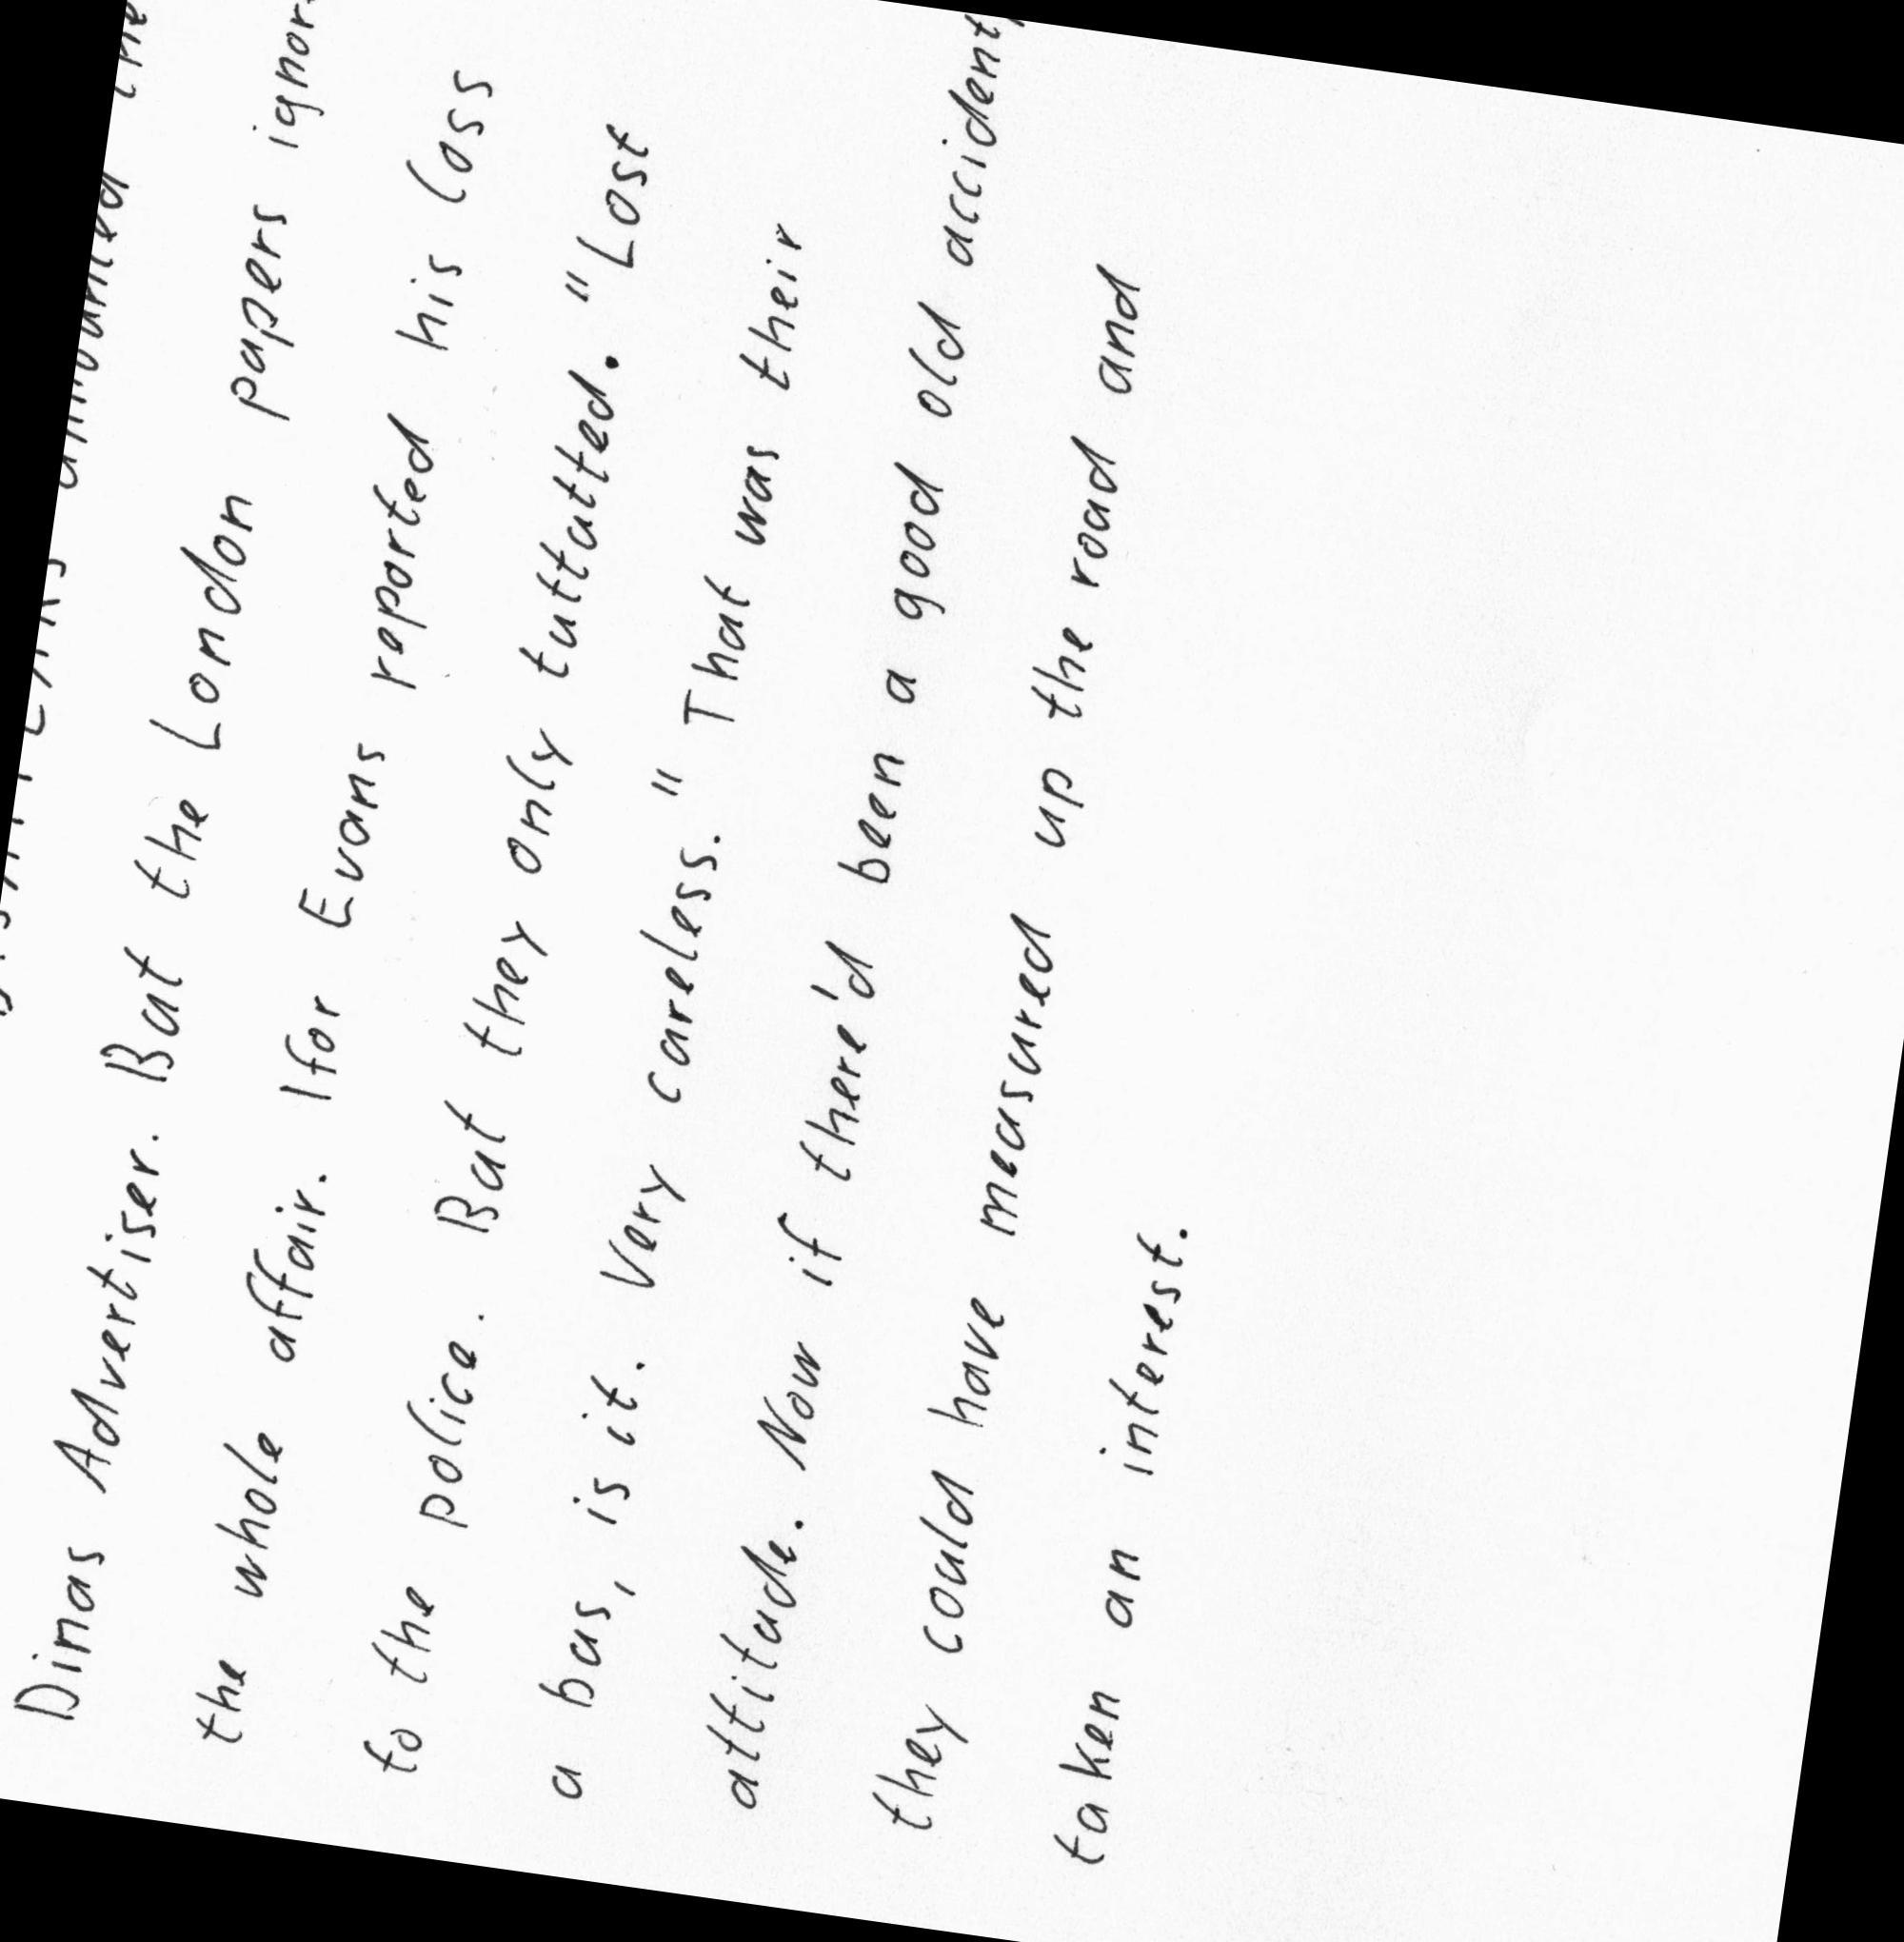 announced the
Dinas Advertiser. But the London papers ignor
the whole affair. Ifor Evans reported his loss
to the police. But they only tuttutted. "Lost
a bus, is it. Very careless." That was their
attitude. Now if there'd been a good old accident,
they could have measured up the road and
taken an interest.